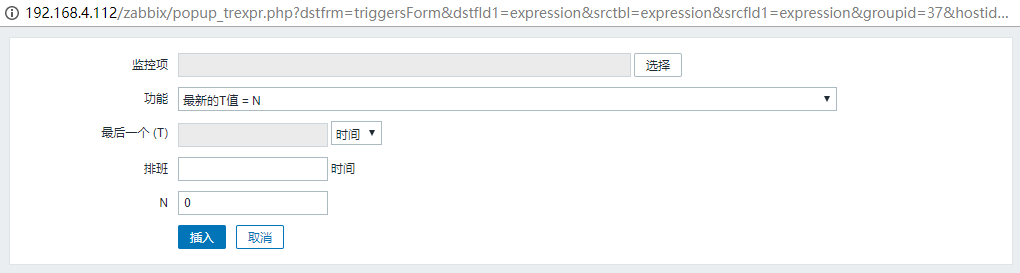 192.168.4.112/zabbix/popup_trexpr.php?dstfrm=triggersForm&dstfld1=expression&srctbl=expression&srcfld1=expression&groupid=37&hostid...
监控项 选择
功能 最新的T值 = N
最后一个 (T) 时间
排班 时间
N 0
插入 取消